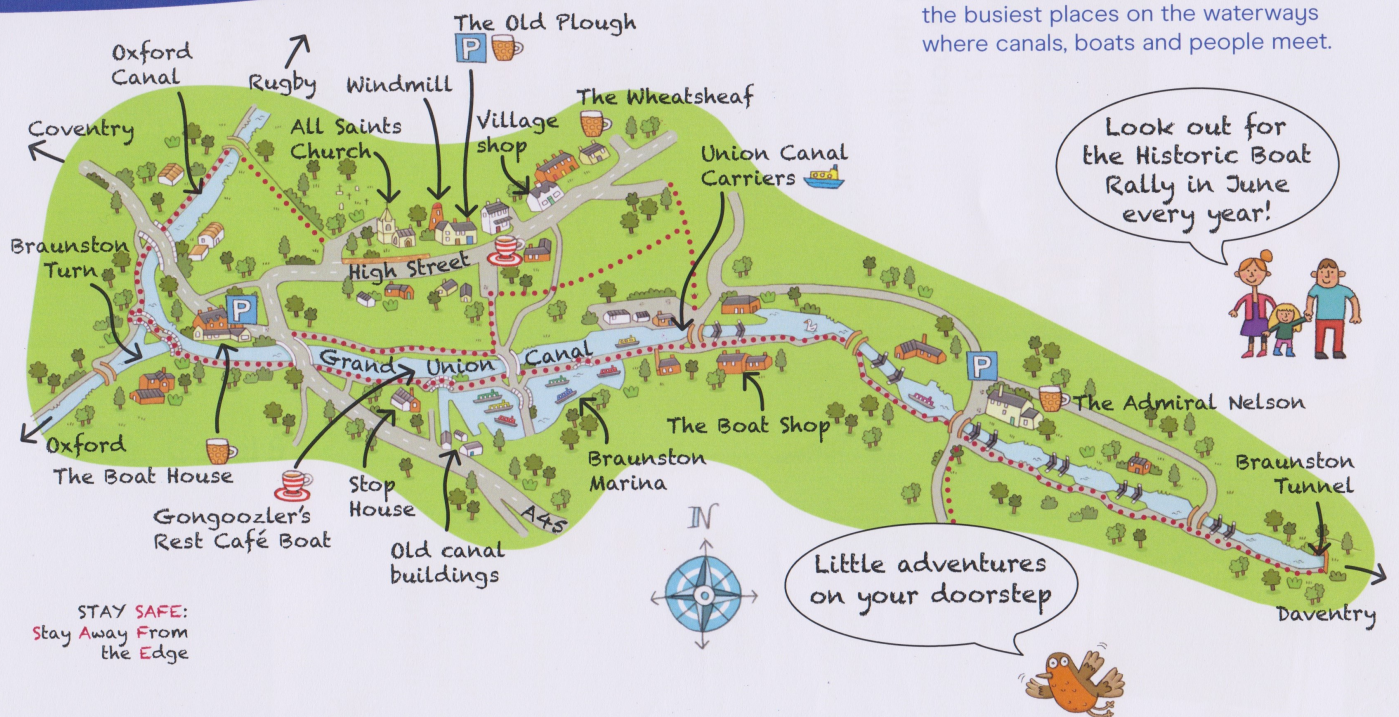 the busiest places on the waterways
where canals, boats and people meet.
The Old Plough
P
Oxford
Canal
Rugby
Windmill
The Wheatsheaf
Coventry
All Saints
Church
Village
shop
Union Canal
Carriers
Look out for
the Historic Boat
Rally in June
every year!
Braunston
Turn
High Street
P
Grand Union Canal
P
The Admiral Nelson
The Boat Shop
Oxford
The Boat House
Braunston
Marina
Braunston
Tunnel
Stop
House
Gongoozler's
Rest Café Boat
A45
N
Old canal
buildings
Little adventures
on your doorstep
Daventry
STAY SAFE:
Stay Away From
the Edge